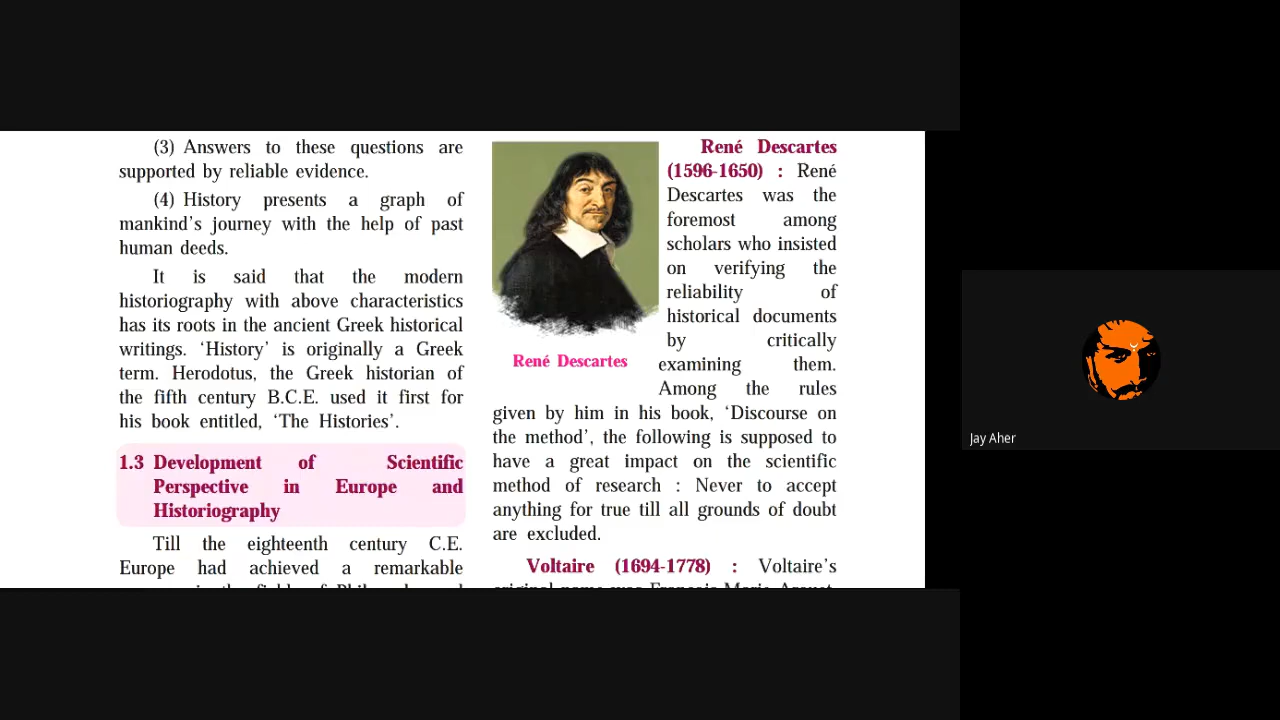 (3) Answers to these questions are
supported by reliable evidence.
(4) History presents a graph of
mankind's journey with the help of past
human deeds.
It is said that the modern
historiography with above characteristics
has its roots in the ancient Greek historical
writings. ‘History’ is originally a Greek
term. Herodotus, the Greek historian of
the fifth century B.C.E. used it first for
his book entitled, ‘The Histories’.
1.3 Development of Scientific
Perspective in Europe and
Historiography
Till the eighteenth century C.E.
Europe had achieved a remarkable
René Descartes
René Descartes
(1596-1650) : René
Descartes was the
foremost among
scholars who insisted
on verifying the
reliability of
historical documents
by critically
examining them.
Among the rules
given by him in his book, ‘Discourse on
the method’, the following is supposed to
have a great impact on the scientific
method of research : Never to accept
anything for true till all grounds of doubt
are excluded.
Voltaire (1694-1778) : Voltaire's
Jay Aher